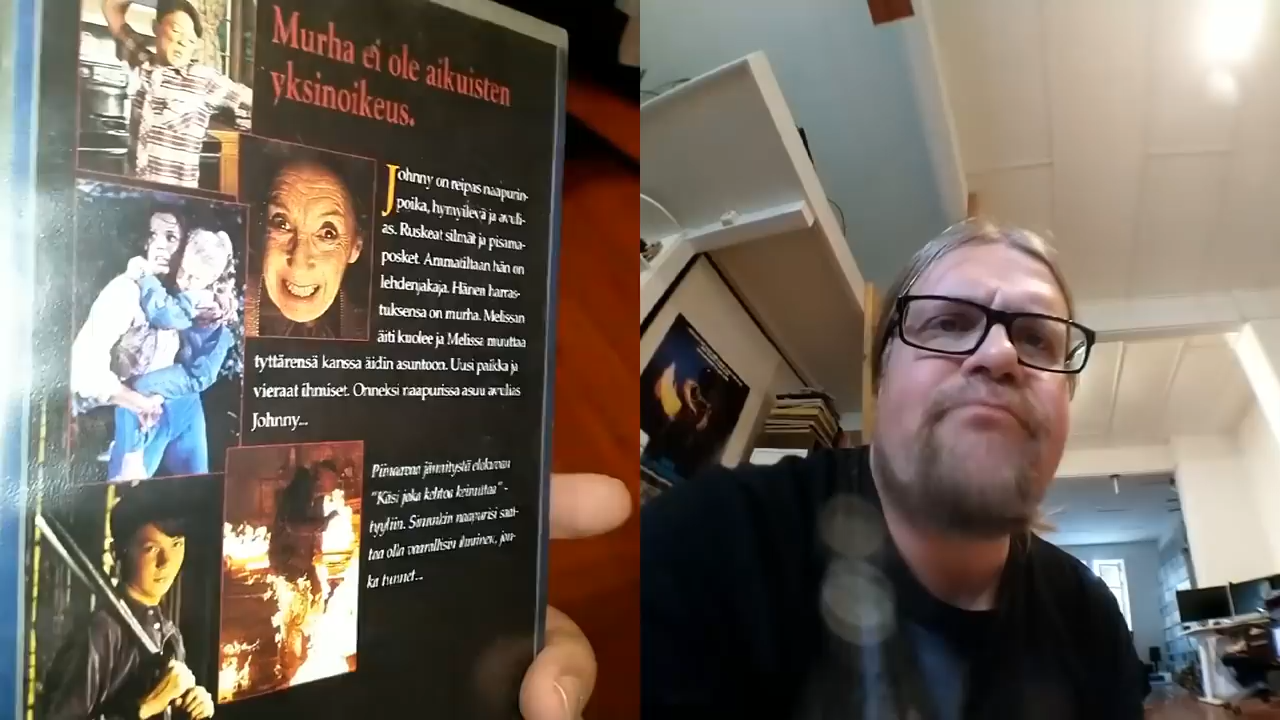 Murha ei ole aikuisten
yksinoikeus.
Johnny on reipas naapurin-
poika, hymyilevä ja avuli-
as. Ruskeat silmät ja pisama-
posket. Ammatiltaan hän on
lehdenjakaja. Hänen harras-
tuksensa on murha. Melissan
äiti kuolee ja Melissa muuttaa
tyttärensä kanssa äidin asuntoon. Uusi paikka ja
vieraat ihmiset. Onneksi naapurissa asuu avulias
Johnny...
Piinaavaa jännitystä elokuvan
"Käsi joka kehtoa keinuttaa" -
tyyliin. Sinunkin naapurisi saat-
taa olla vaarallisin ihminen, jon-
ka tunnet...